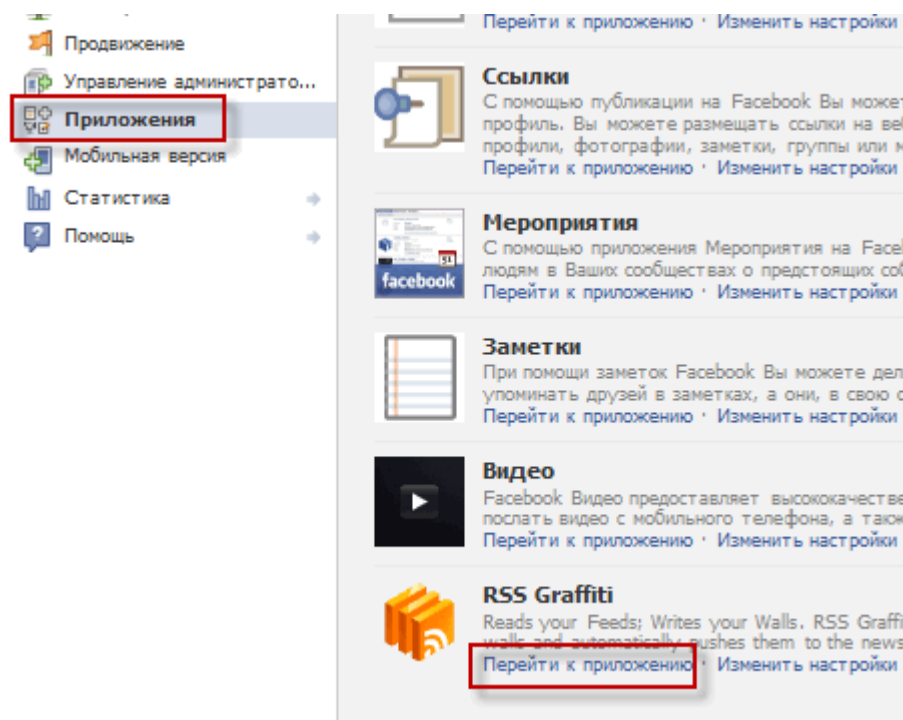 Продвижение
Управление администрато...
Приложения
Мобильная версия
Статистика
Помощь
Перейти к приложению · Изменить настройки
Ссылки
С помощью публикации на Facebook Вы может
профиль. Вы можете размещать ссылки на ве
профили, фотографии, заметки, группы или
Перейти к приложению · Изменить настройки
31
facebook
Мероприятия
С помощью приложения Мероприятия на Face
людям в Ваших сообществах о предстоящих со
Перейти к приложению · Изменить настройки
Заметки
При помощи заметок Facebook Вы можете дел
упоминать друзей в заметках, а они, в свою
Перейти к приложению · Изменить настройки
Видео
Facebook Видео предоставляет высококачестве
послать видео с мобильного телефона, а такж
Перейти к приложению · Изменить настройки
RSS Graffiti
Reads your Feeds; Writes your Walls. RSS Graffi
walls and automatically pushes them to the news
Перейти к приложению · Изменить настройки